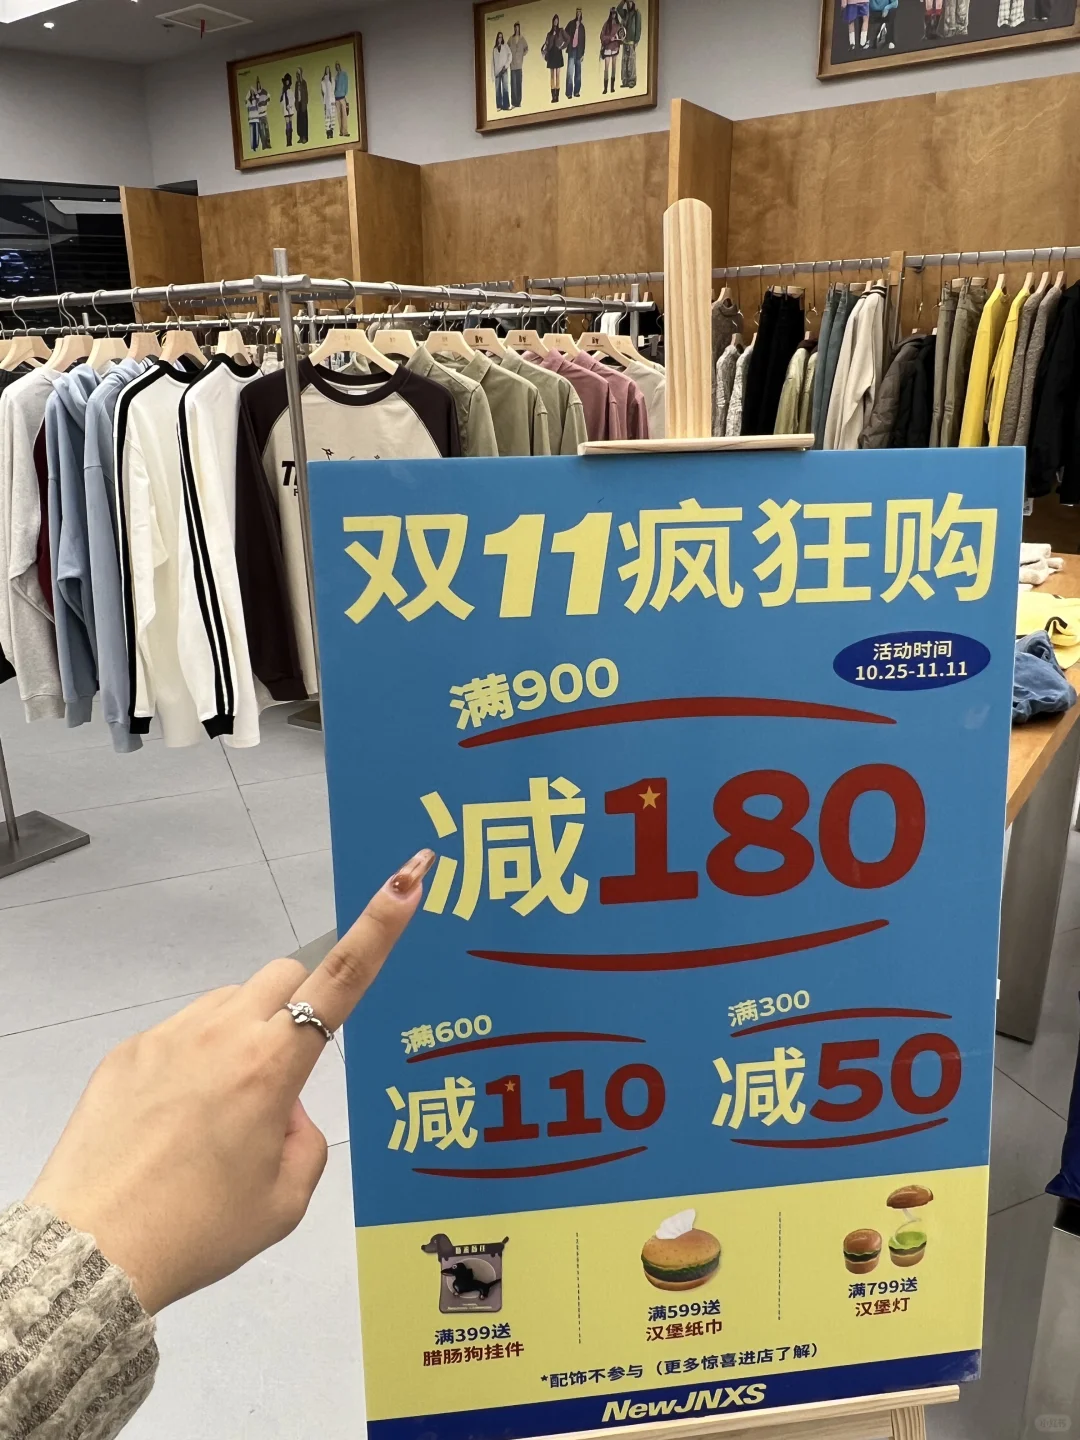 双11疯狂购
活动时间
10.25-11.11
满900
减180
满600
减110
满300
减50
满399送
腊肠狗挂件
满599送
汉堡纸巾
满799送
汉堡灯
*配饰不参与（更多惊喜进店了解）
NewJNXS
小红书